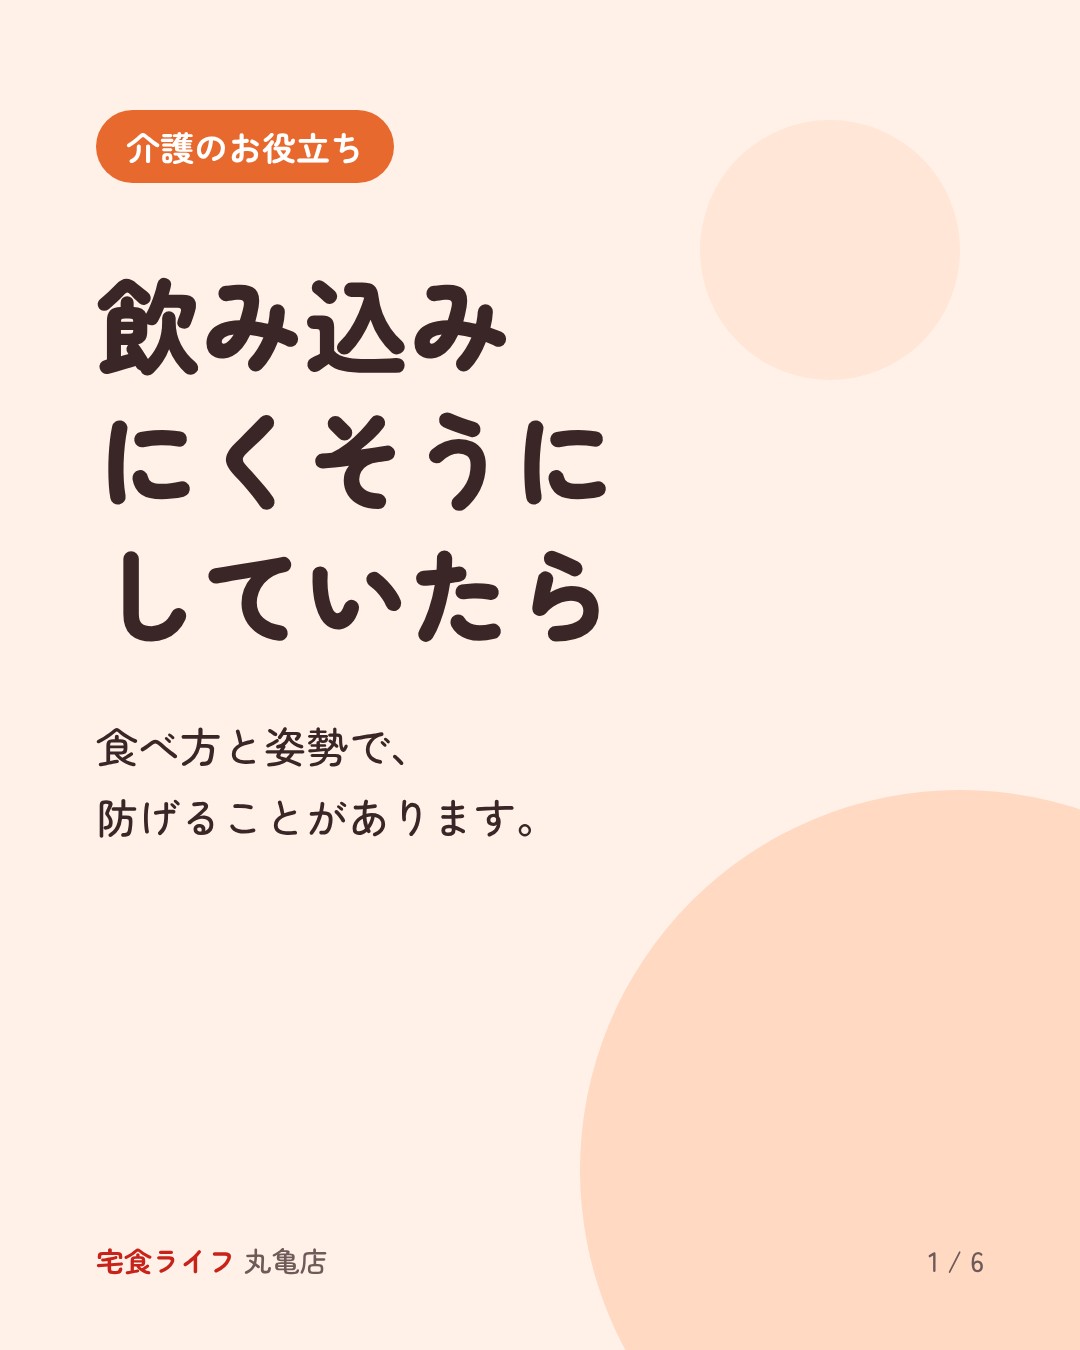 介護のお役立ち
飲み込み
にくそうに
していたら
食べ方と姿勢で、
防げることがあります。
宅食ライフ 丸亀店
1 / 6